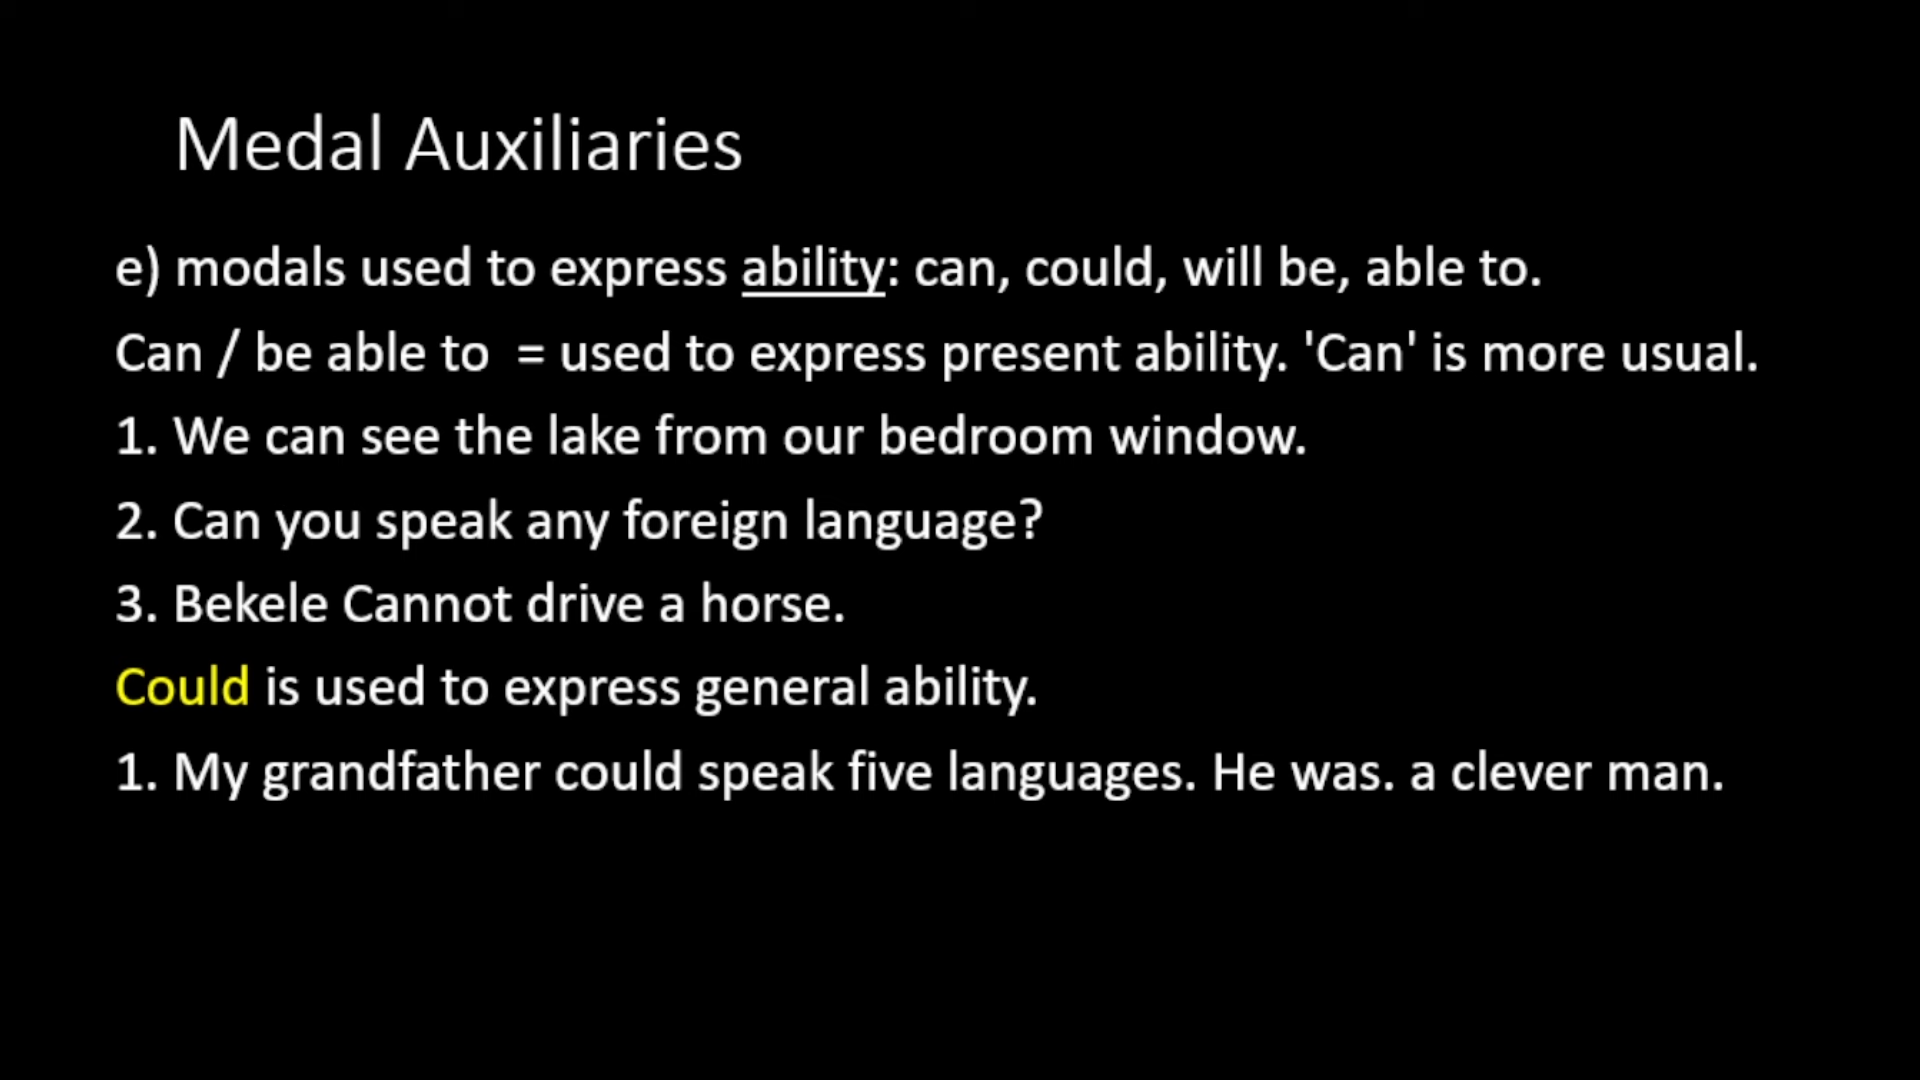 Medal Auxiliaries
e) modals used to express ability: can, could, will be, able to.
Can / be able to  = used to express present ability. 'Can' is more usual.
1. We can see the lake from our bedroom window.
2. Can you speak any foreign language?
3. Bekele Cannot drive a horse.
Could is used to express general ability.
1. My grandfather could speak five languages. He was. a clever man.